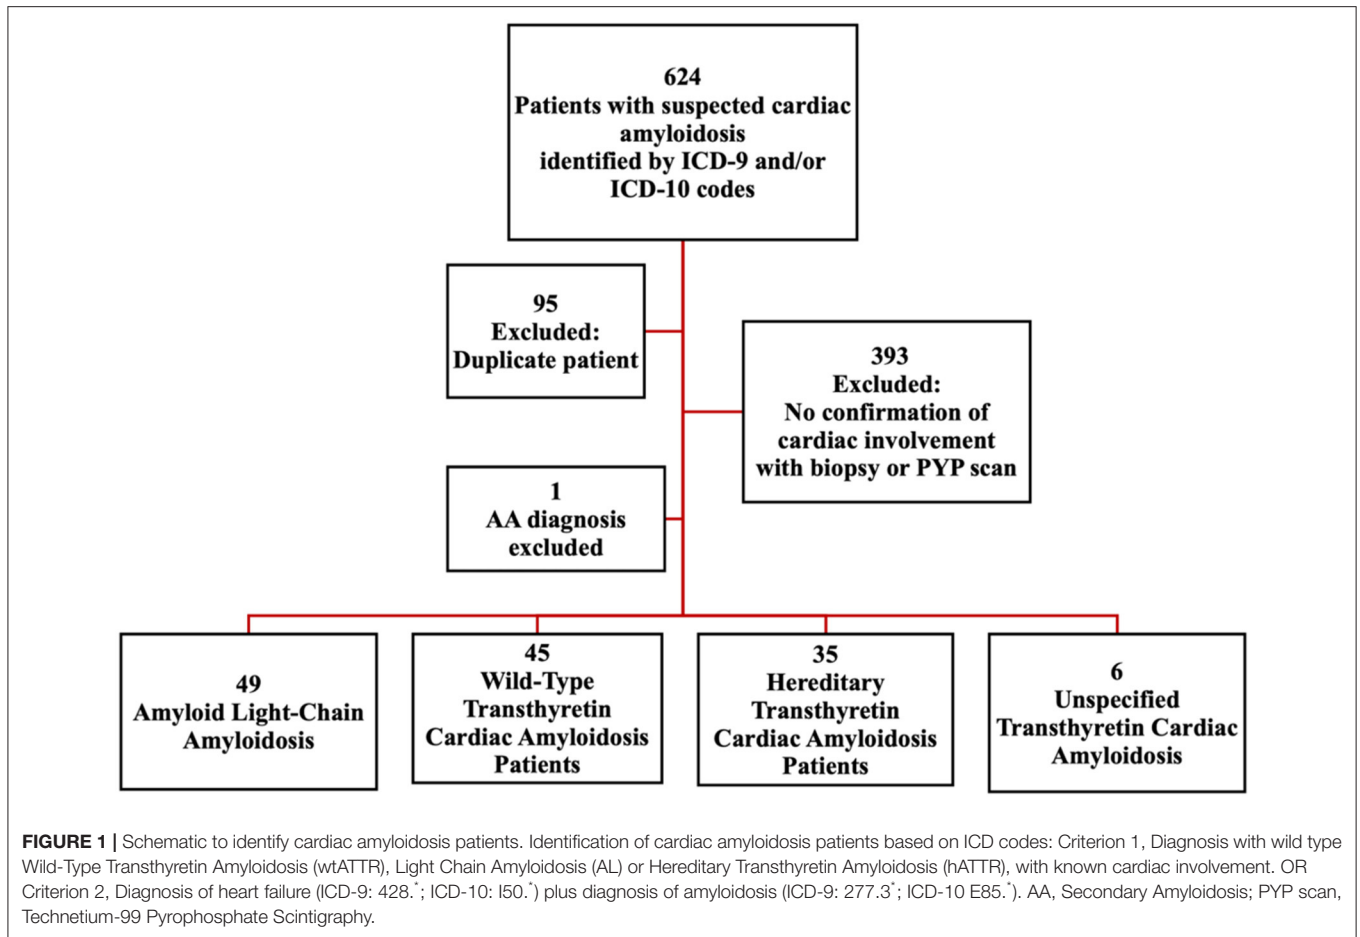 624
Patients with suspected cardiac
amyloidosis
identified by ICD-9 and/or
ICD-10 codes
95
Excluded:
Duplicate patient
393
Excluded:
No confirmation of
cardiac involvement
with biopsy or PYP scan
1
AA diagnosis
excluded
49
Amyloid Light-Chain
Amyloidosis
45
Wild-Type
Transthyretin
Cardiac Amyloidosis
Patients
35
Hereditary
Transthyretin
Cardiac Amyloidosis
Patients
6
Unspecified
Transthyretin Cardiac
Amyloidosis
FIGURE 1 | Schematic to identify cardiac amyloidosis patients. Identification of cardiac amyloidosis patients based on ICD codes: Criterion 1, Diagnosis with wild type
Wild-Type Transthyretin Amyloidosis (wtATTR), Light Chain Amyloidosis (AL) or Hereditary Transthyretin Amyloidosis (hATTR), with known cardiac involvement. OR
Criterion 2, Diagnosis of heart failure (ICD-9: 428.*; ICD-10: I50.*) plus diagnosis of amyloidosis (ICD-9: 277.3*; ICD-10 E85.*). AA, Secondary Amyloidosis; PYP scan,
Technetium-99 Pyrophosphate Scintigraphy.